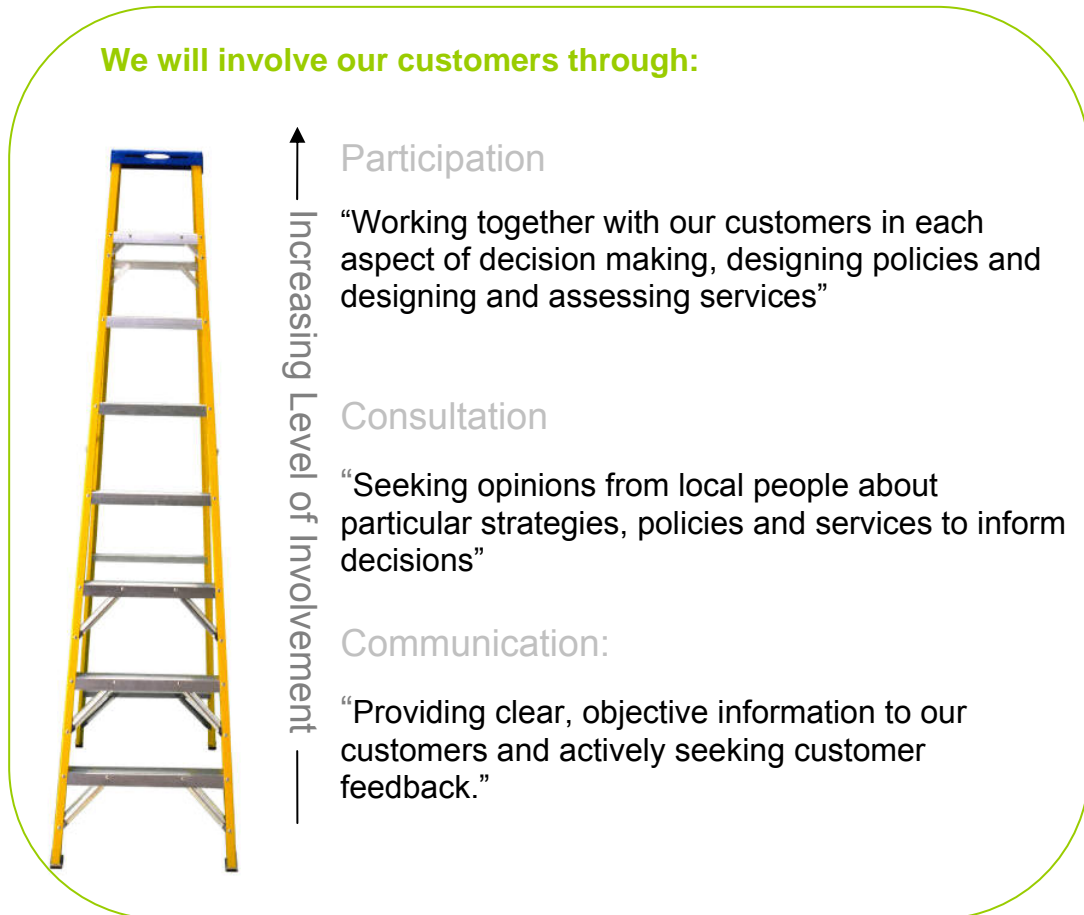 We will involve our customers through:
Increasing Level of Involvement
Participation
“Working together with our customers in each
aspect of decision making, designing policies and
designing and assessing services”
Consultation
“Seeking opinions from local people about
particular strategies, policies and services to inform
decisions”
Communication:
“Providing clear, objective information to our
customers and actively seeking customer
feedback.”